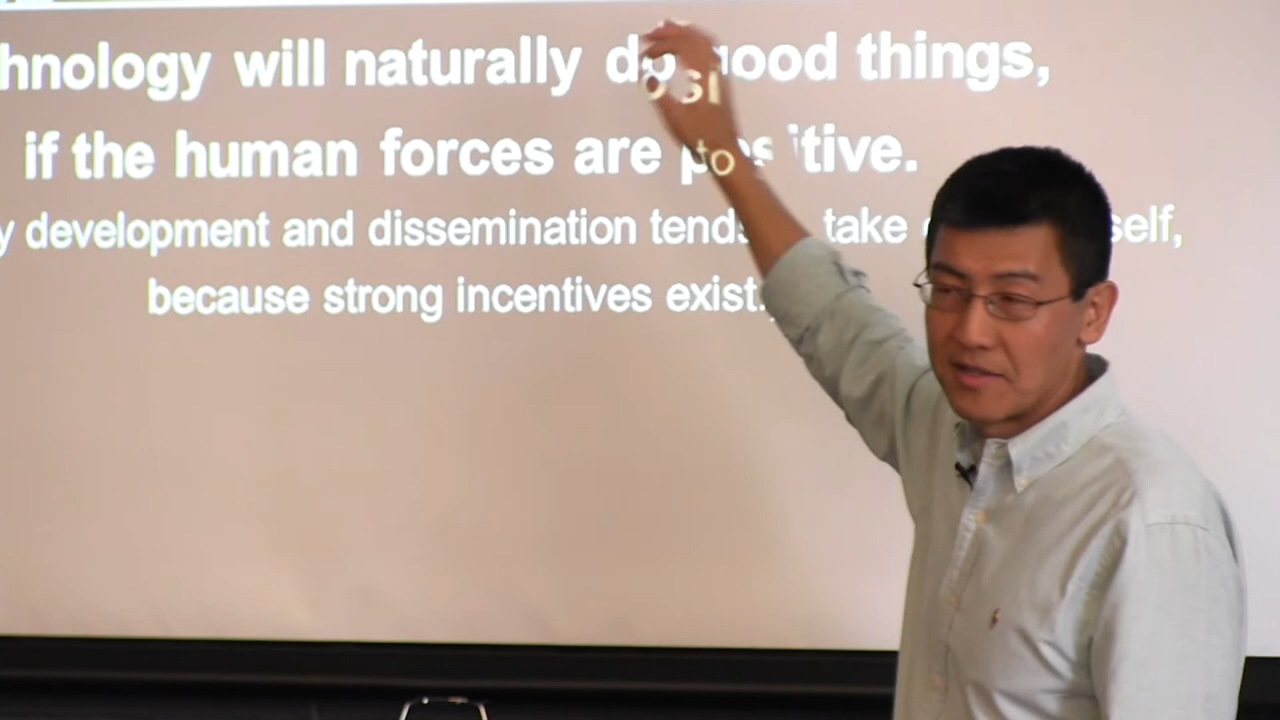 hnology will naturally do good things,
if the human forces are positive.
y development and dissemination tends to take self,
because strong incentives exist.